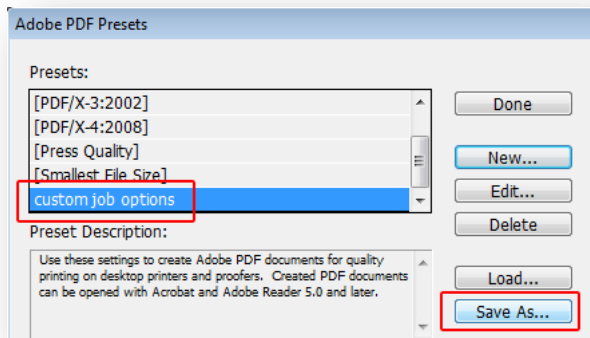 Adobe PDF Presets
Presets:
[PDF/X-3:2002]
[PDF/X-4:2008]
[Press Quality]
[Smallest File Size]
custom job options
Done
New...
Edit...
Delete
Load...
Save As...
Preset Description:
Use these settings to create Adobe PDF documents for quality
printing on desktop printers and proofers.  Created PDF documents
can be opened with Acrobat and Adobe Reader 5.0 and later.